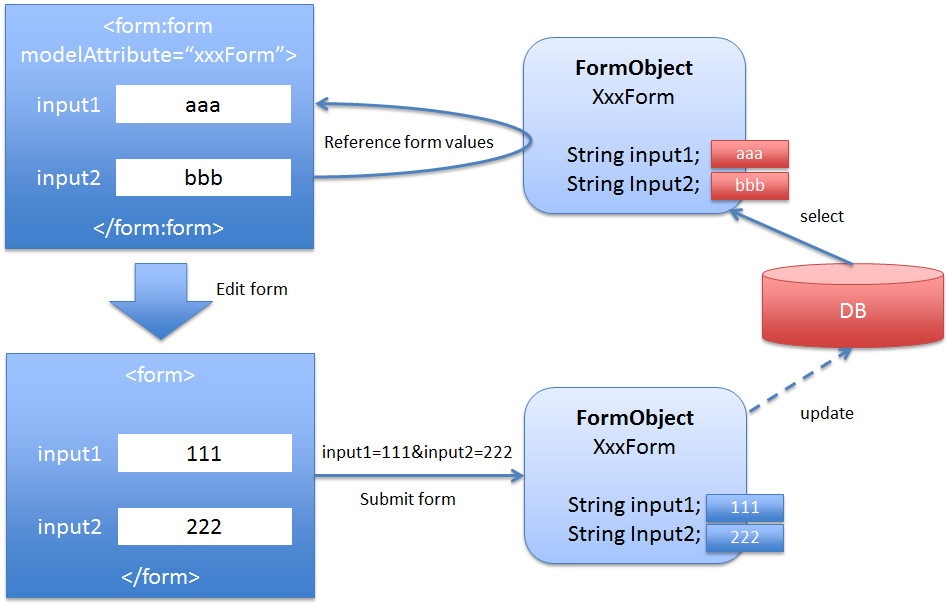 <form:form
modelAttribute=“xxxForm”>
input1
aaa
input2
bbb
</form:form>
Reference form values
FormObject
XxxForm
String input1;
aaa
String Input2;
bbb
select
DB
Edit form
<form>
input1
111
input2
222
</form>
input1=111&input2=222
Submit form
FormObject
XxxForm
String input1;
111
String Input2;
222
update